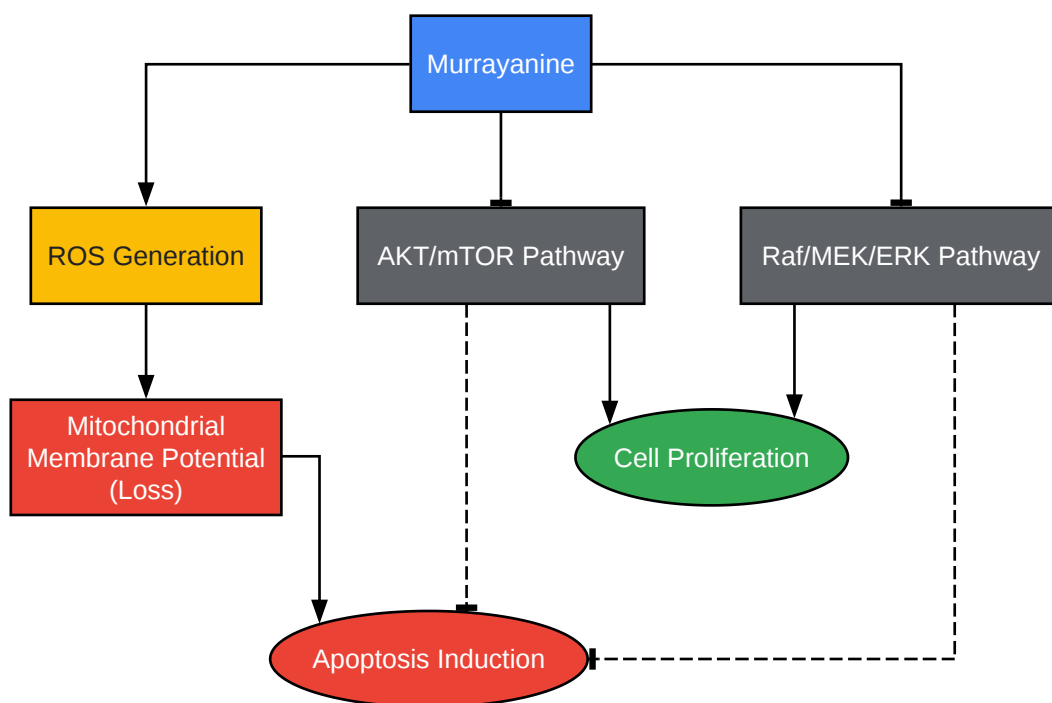 Murrayanine
ROS Generation
AKT/mTOR Pathway
Raf/MEK/ERK Pathway
Mitochondrial
Membrane Potential
(Loss)
Cell Proliferation
Apoptosis Induction